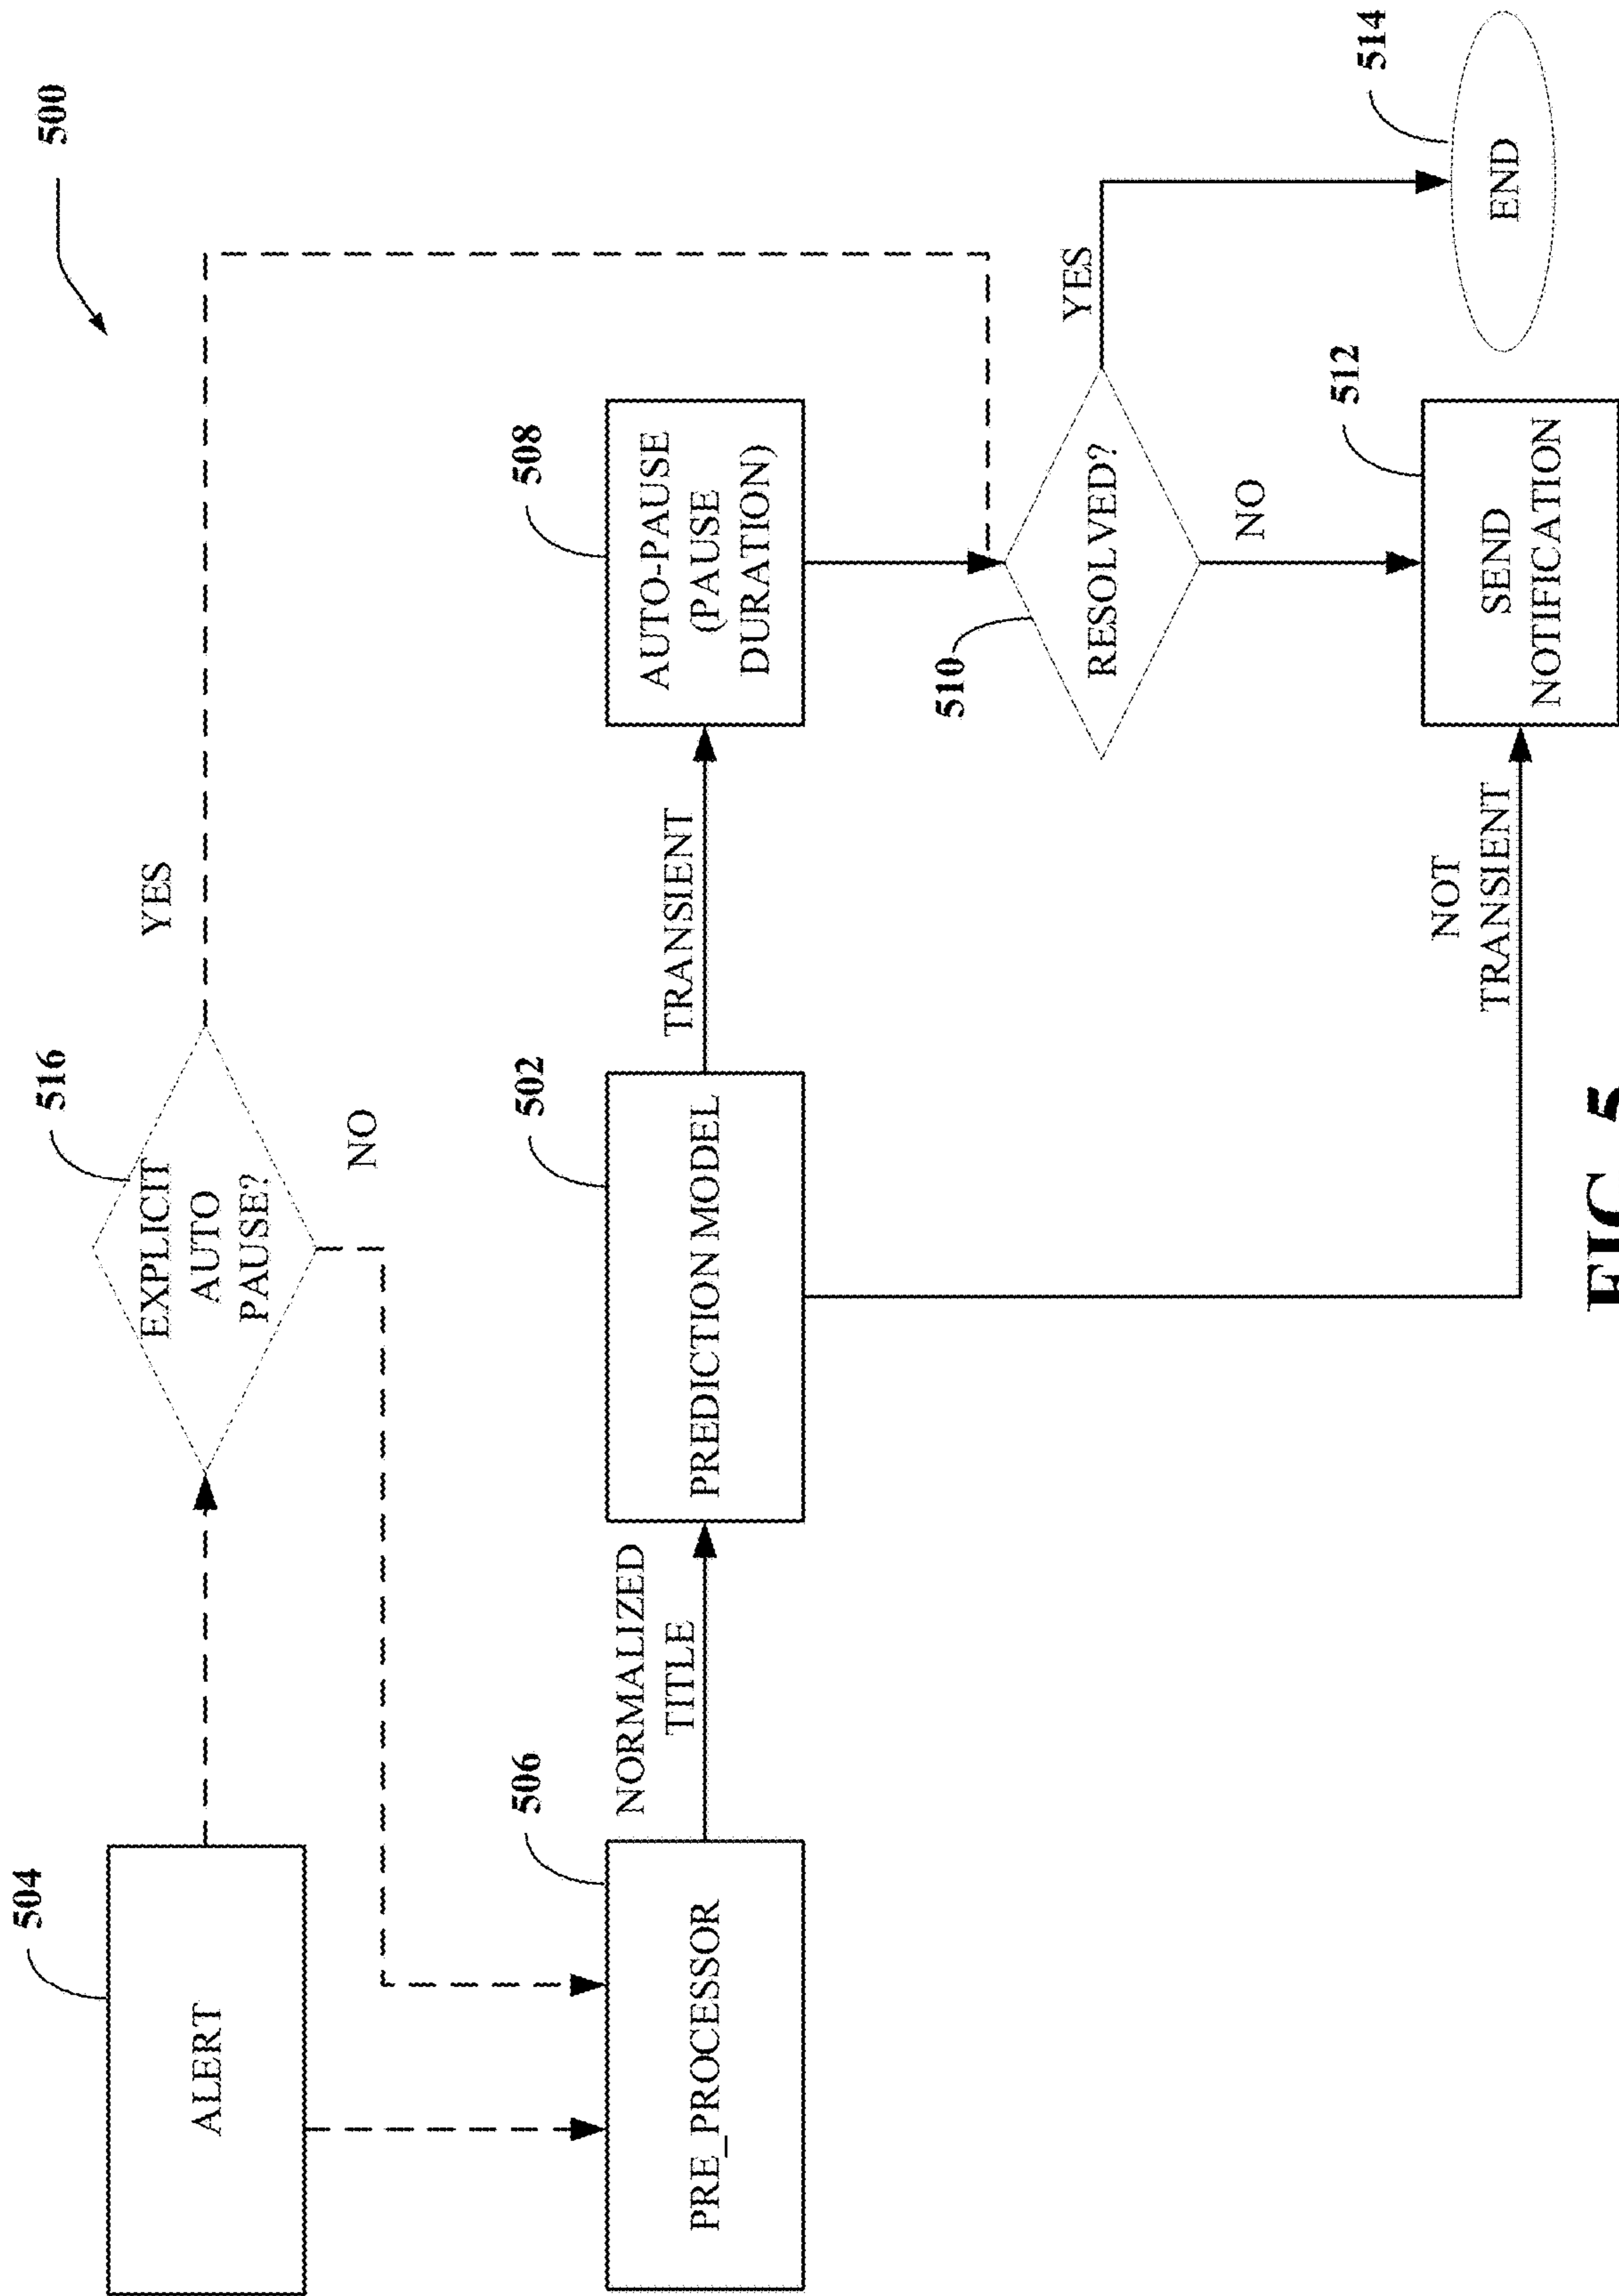 500
504
ALERT
516
EXPLICIT
AUTO
PAUSE?
YES
NO
506
PRE_PROCESSOR
NORMALIZED
TITLE
502
PREDICTION MODEL
TRANSIENT
508
AUTO-PAUSE
(PAUSE
DURATION)
510
RESOLVED?
YES
NO
NOT
TRANSIENT
512
SEND
NOTIFICATION
514
END
FIG. 5